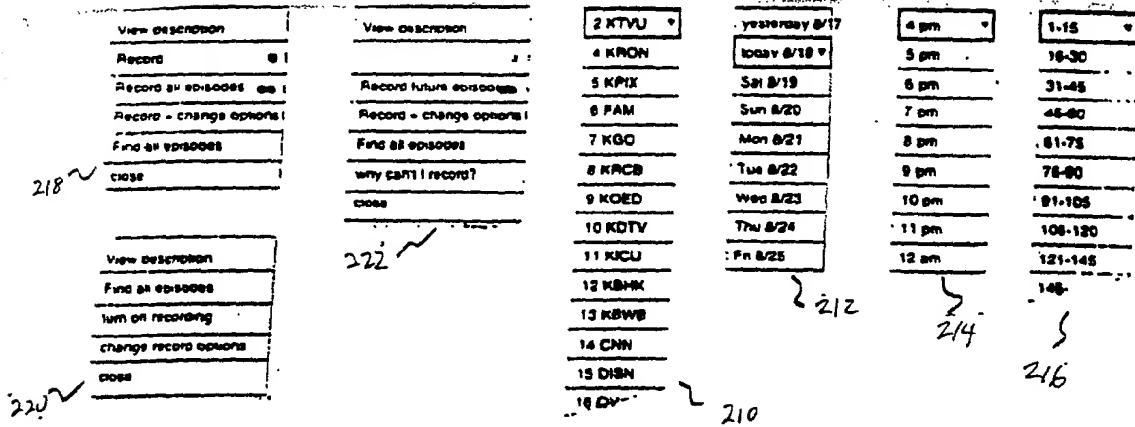 View description
Record
Record all episodes
Record + change options
Find all episodes
close
218
View description
Find all episodes
turn off recording
change record options
close
220
View description
Record future episodes
Record + change options
Find all episodes
why can't I record?
close
222
2 KTVU
4 KRON
5 KPIX
6 PAM
7 KGO
8 KRCB
9 KQED
10 KDTV
11 KICU
12 KBHK
13 KBWB
14 CNN
15 DISN
210
yesterday 8/17
today 8/18
Sat 8/19
Sun 8/20
Mon 8/21
Tue 8/22
Wed 8/23
Thu 8/24
Fri 8/25
212
4 pm
5 pm
6 pm
7 pm
8 pm
9 pm
10 pm
11 pm
12 am
214
1-15
16-30
31-45
46-60
61-75
76-90
91-105
106-120
121-145
146-
216